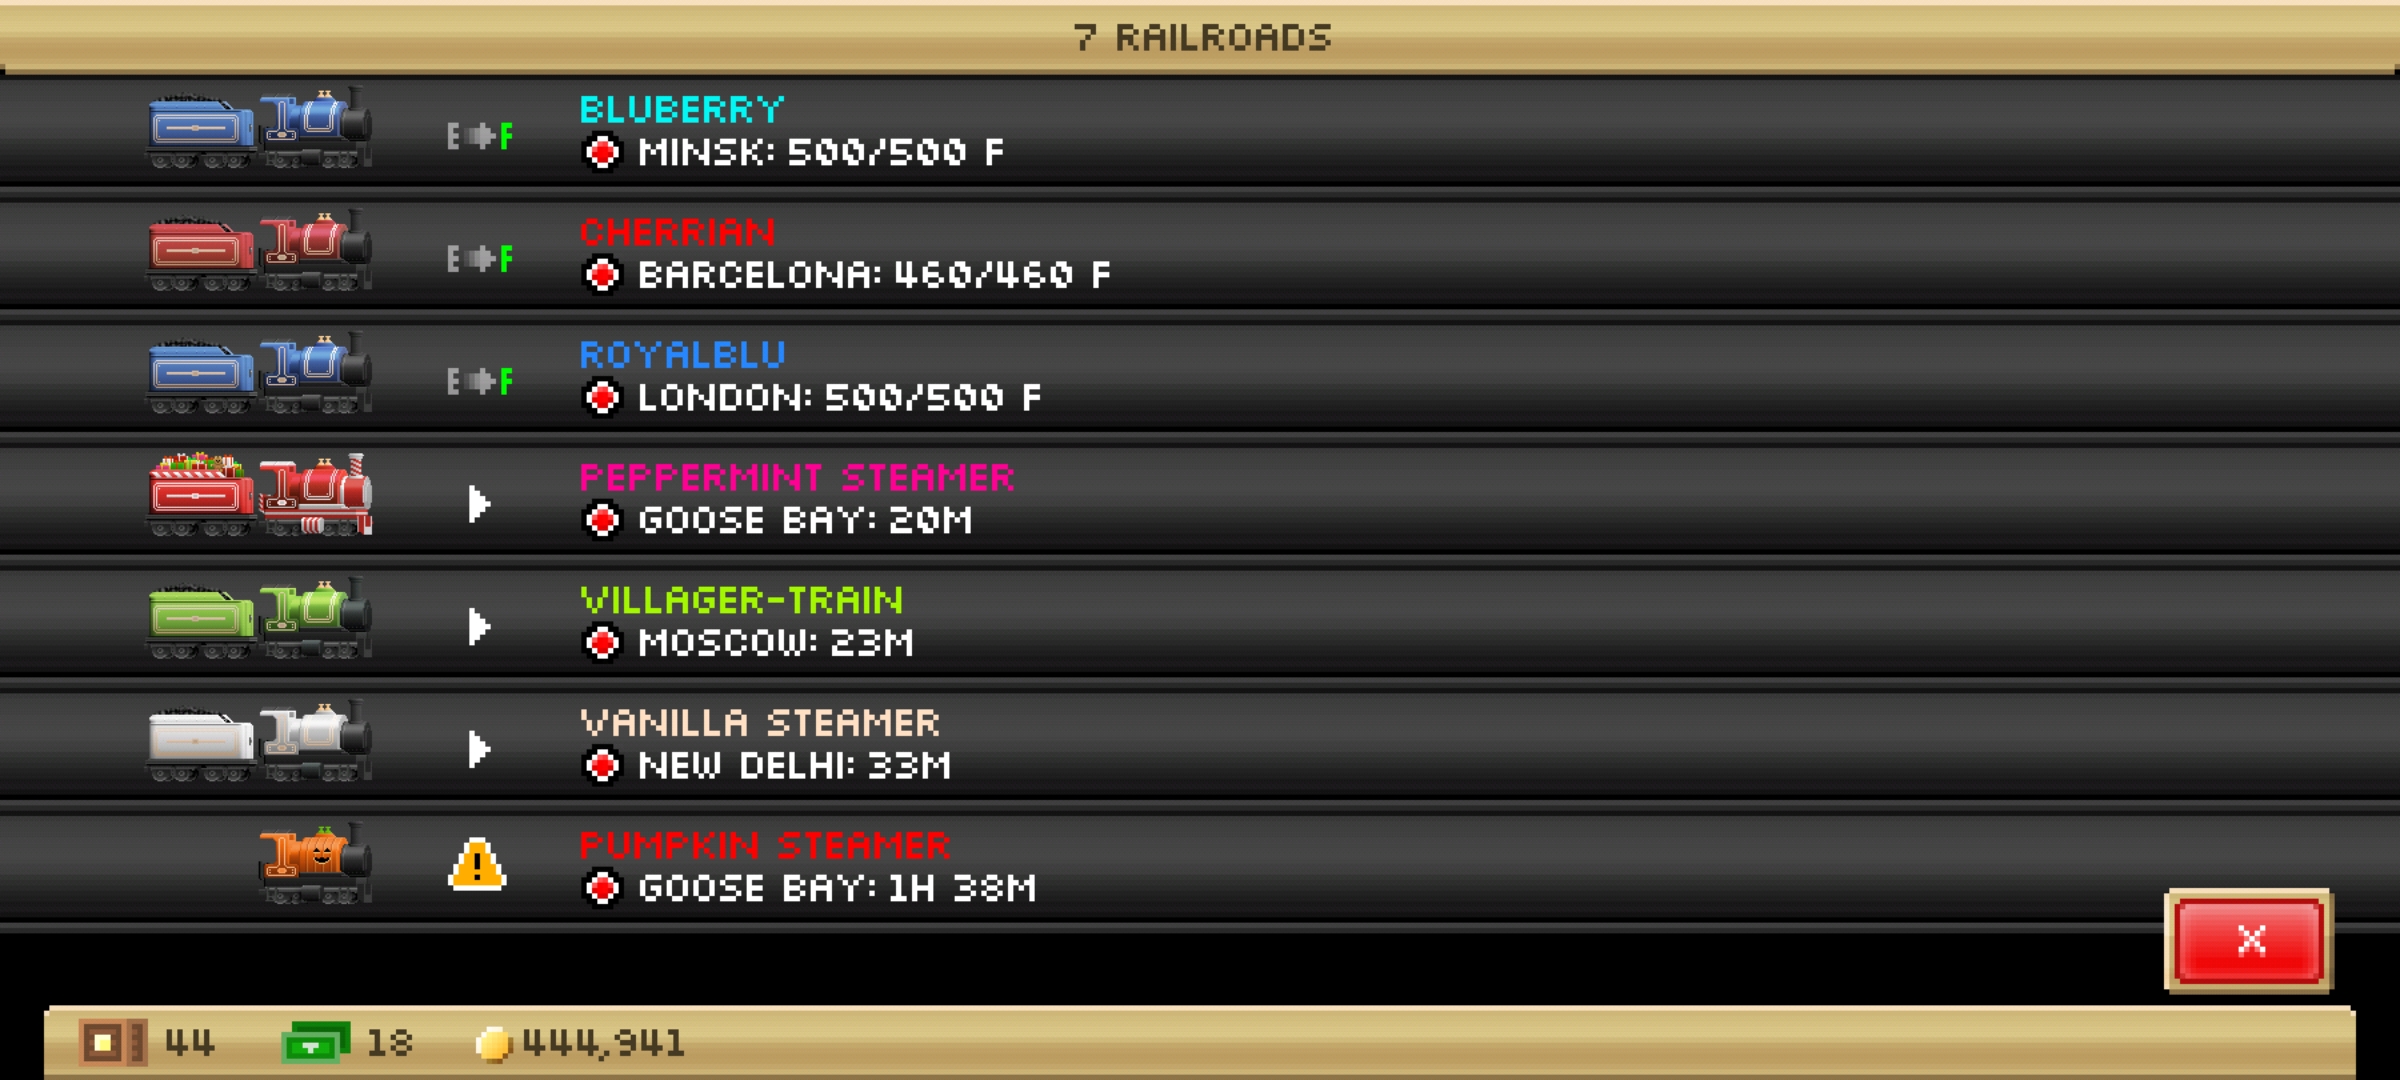 7 RAILROADS
BLUBERRY
E F
MINSK: 500/500 F
CHERRIAN
E F
BARCELONA: 460/460 F
ROYALBLU
E F
LONDON: 500/500 F
PEPPERMINT STEAMER
GOOSE BAY: 20M
VILLAGER-TRAIN
MOSCOW: 23M
VANILLA STEAMER
NEW DELHI: 33M
PUMPKIN STEAMER
!
GOOSE BAY: 1H 38M
X
44 18 444,941